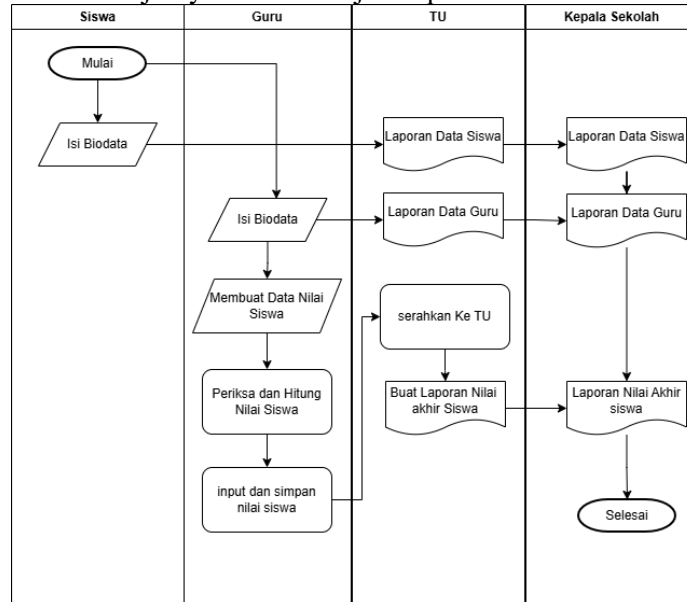 Siswa
Guru
TU
Kepala Sekolah
Mulai
Isi Biodata
Laporan Data Siswa
Laporan Data Siswa
Isi Biodata
Laporan Data Guru
Laporan Data Guru
Membuat Data Nilai
Siswa
serahkan Ke TU
Periksa dan Hitung
Nilai Siswa
Buat Laporan Nilai
akhir Siswa
Laporan Nilai Akhir
siswa
input dan simpan
nilai siswa
Selesai